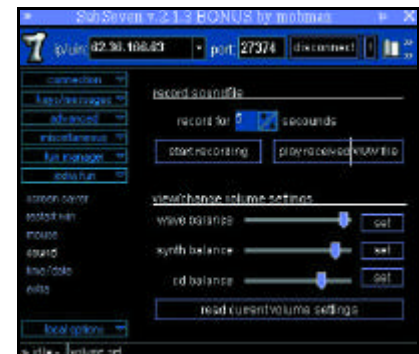 SubSeven v.2.1.3 BONUS by mobman
ip/uin: 62.36.166.63 port: 27374 disconnect
connection
keys/messages
advanced
miscellaneous
fun manager
extra fun
screen saver
restart win
mouse
sound
time/date
extra
local options
record soundfile
record for 5 secounds
start recording
play received WAV file
view/change volume settings
wave balance set
synth balance set
cd balance set
read current volume settings